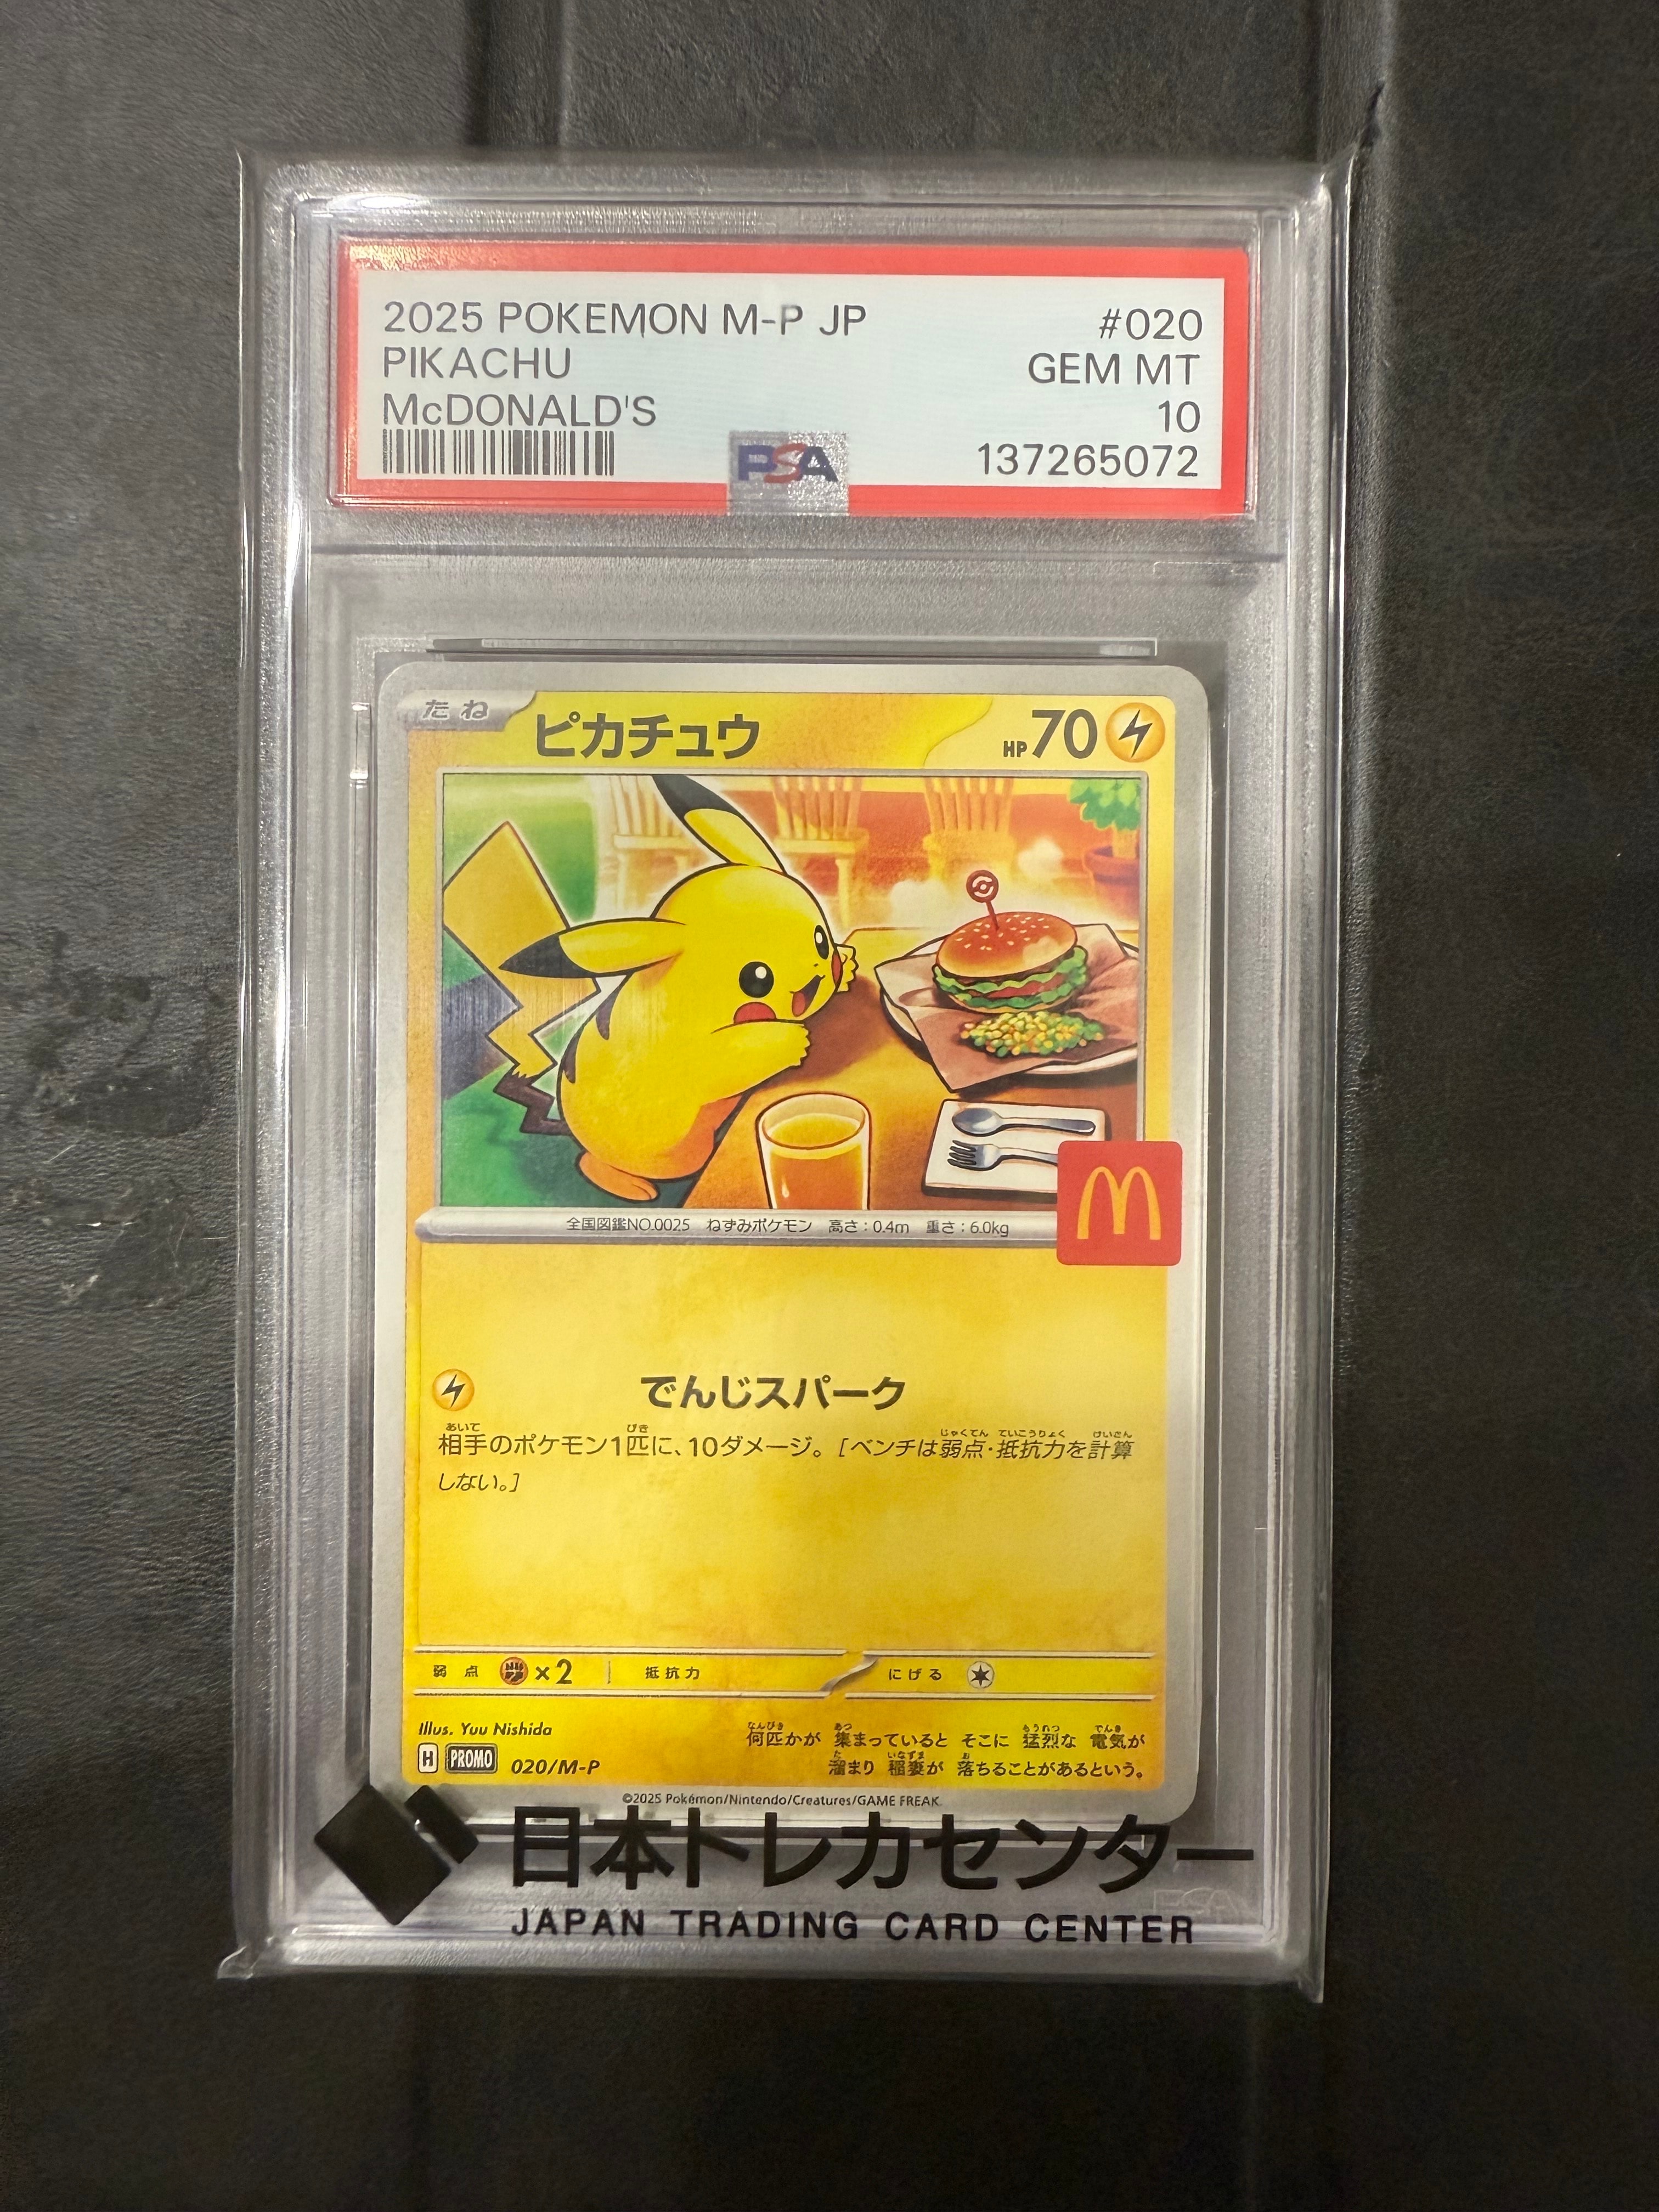 2025 POKEMON M-P JP #020
PIKACHU GEM MT
McDONALD'S 10
PSA 137265072
たね ピカチュウ HP70
全国図鑑NO.0025 ねずみポケモン 高さ：0.4m 重さ：6.0kg
でんじスパーク
相手のポケモン1匹に、10ダメージ。［ベンチは弱点・抵抗力を計算
しない。］
弱点 ×2 抵抗力 にげる
Illus. Yuu Nishida
H PROMO 020/M-P
何匹かが 集まっていると そこに 猛烈な 電気が
溜まり 稲妻が 落ちることがあるという。
©2025 Pokémon/Nintendo/Creatures/GAME FREAK.
日本トレカセンター
JAPAN TRADING CARD CENTER